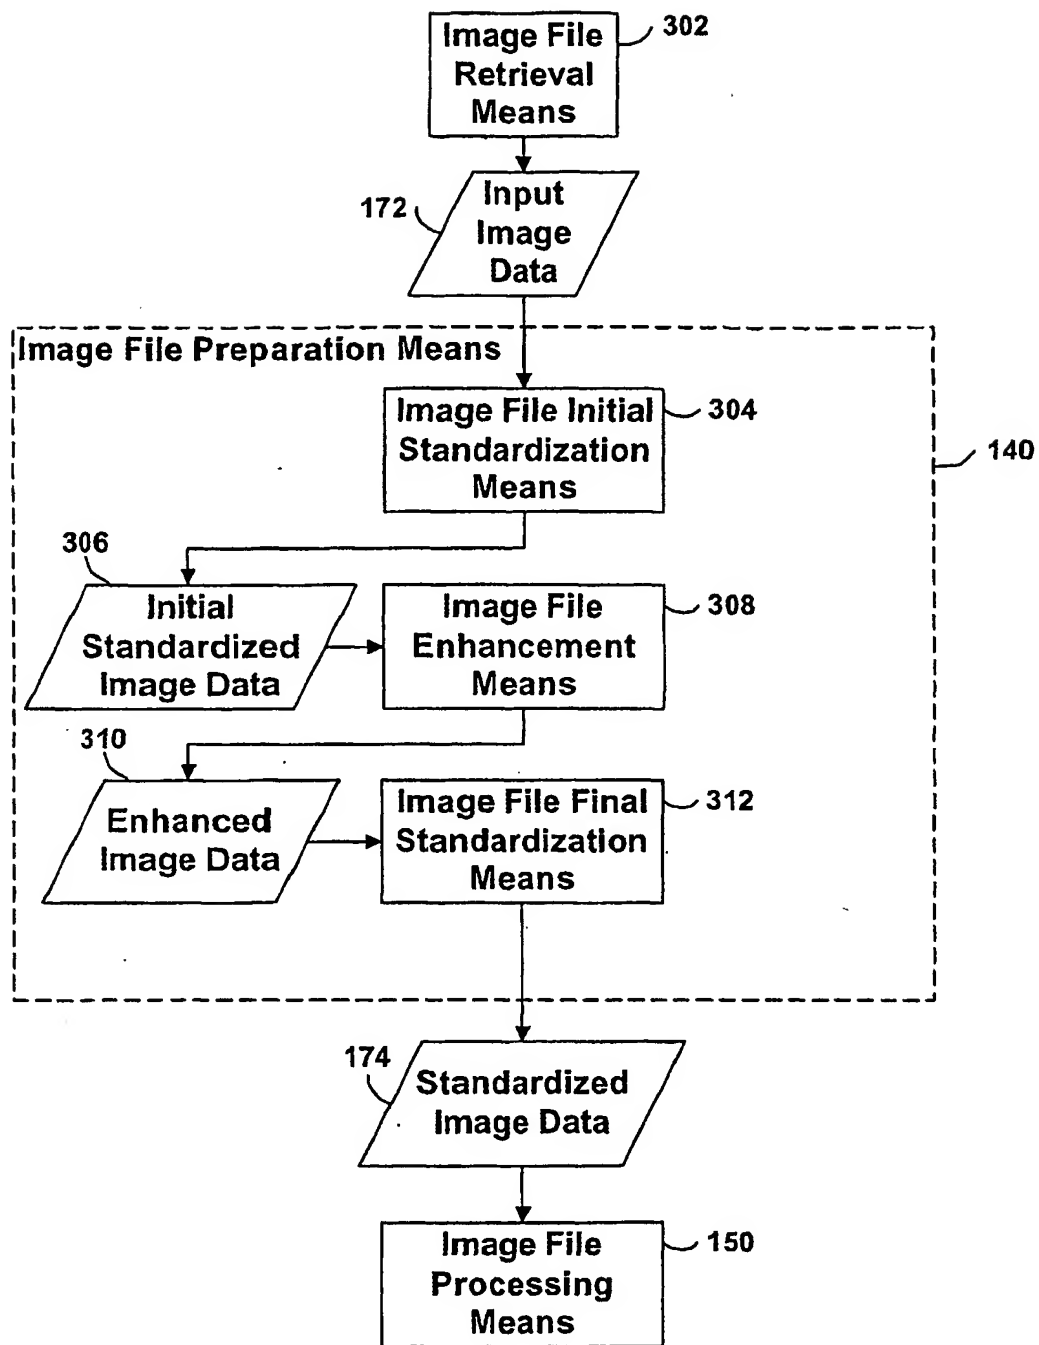 Image File
Retrieval
Means
302
172
Input
Image
Data
Image File Preparation Means
Image File Initial
Standardization
Means
304
140
306
Initial
Standardized
Image Data
Image File
Enhancement
Means
308
310
Enhanced
Image Data
Image File Final
Standardization
Means
312
174
Standardized
Image Data
Image File
Processing
Means
150